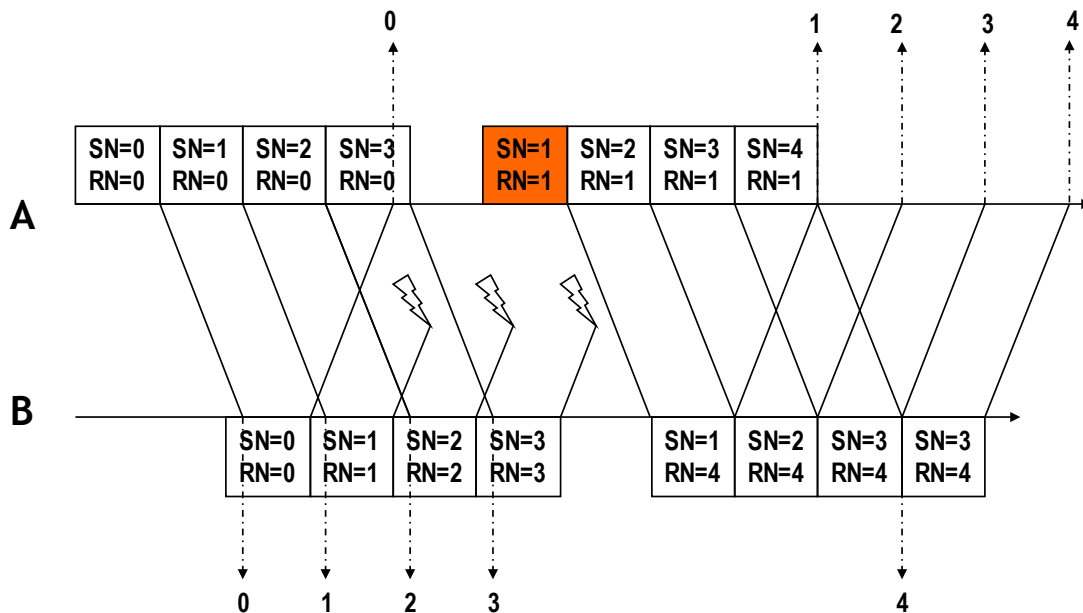 0 1 2 3 4
SN=0 SN=1 SN=2 SN=3 SN=1 SN=2 SN=3 SN=4
RN=0 RN=0 RN=0 RN=0 RN=1 RN=1 RN=1 RN=1
A
B
SN=0 SN=1 SN=2 SN=3 SN=1 SN=2 SN=3 SN=3
RN=0 RN=1 RN=2 RN=3 RN=4 RN=4 RN=4 RN=4
0 1 2 3 4